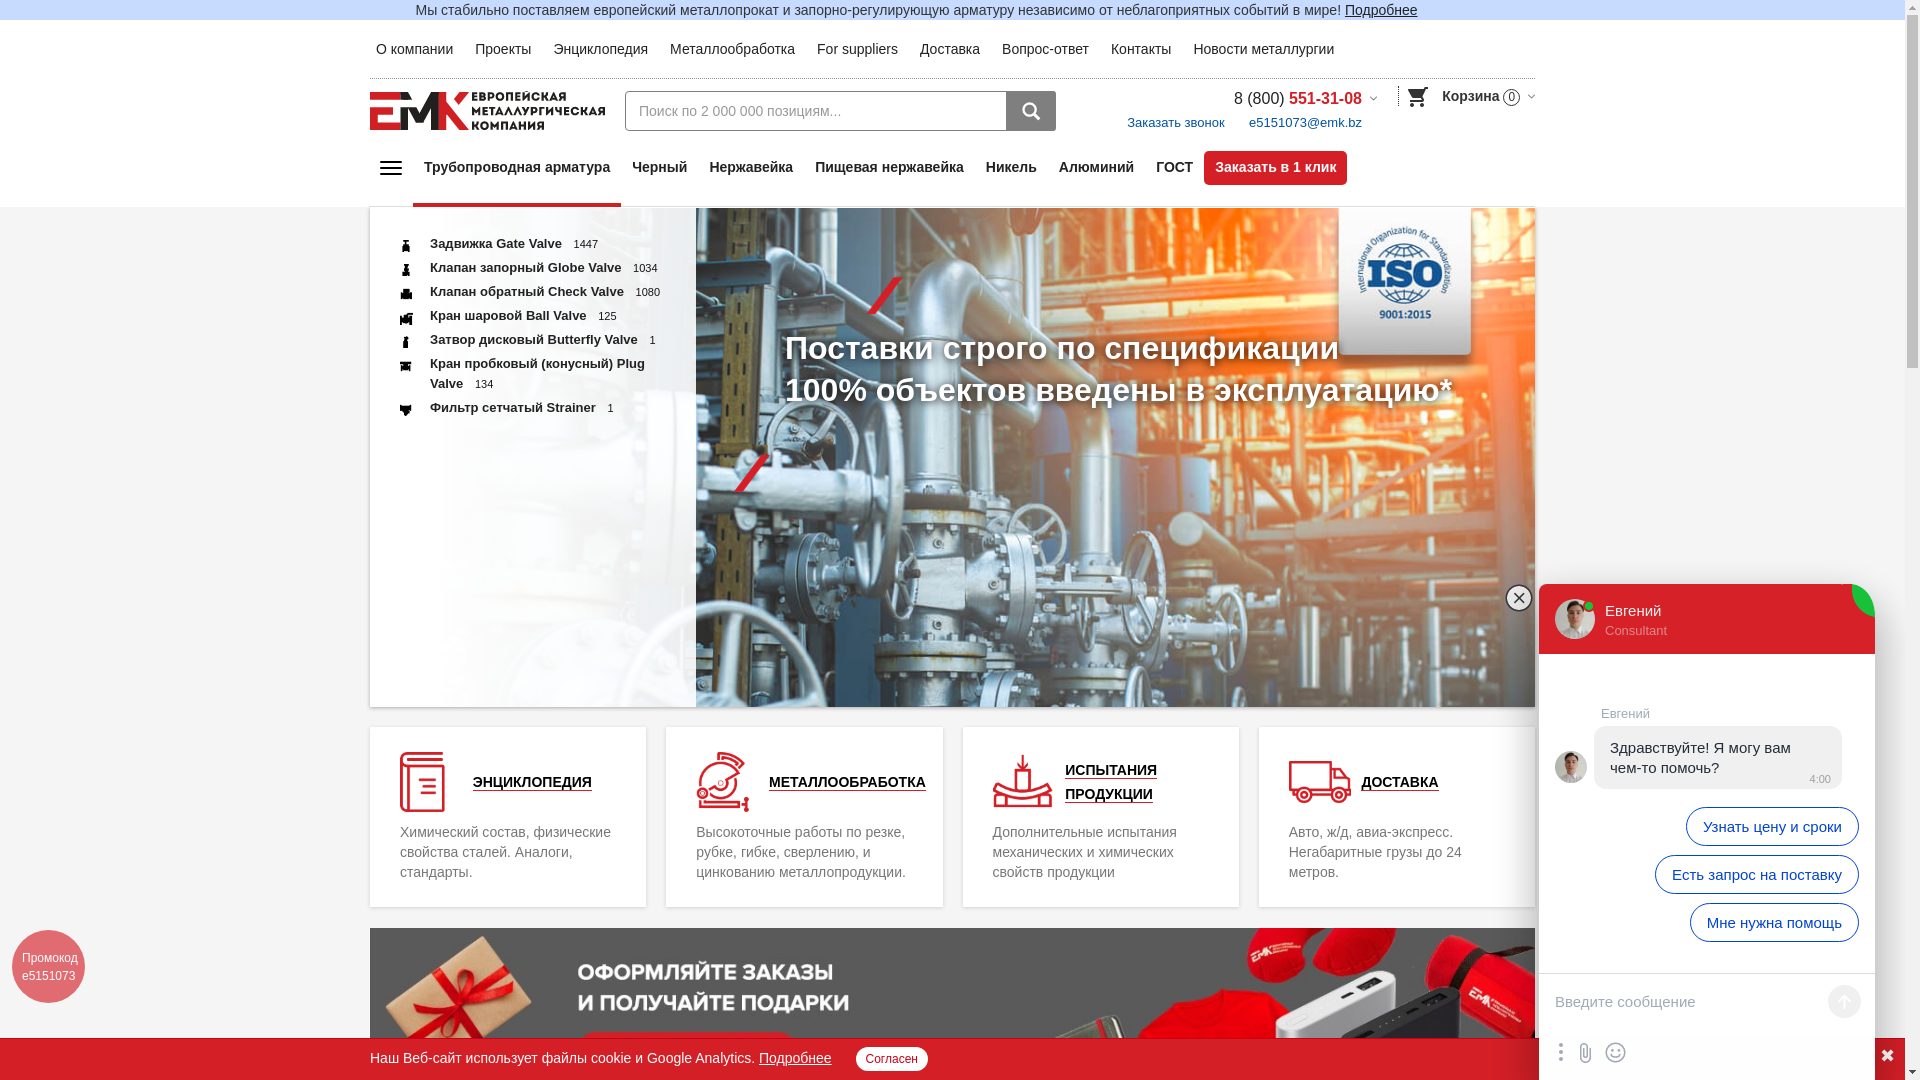 Мы стабильно поставляем европейский металлопрокат и запорно-регулирующую арматуру независимо от неблагоприятных событий в мире! Подробнее
О компании Проекты Энциклопедия Металлообработка For suppliers Доставка Вопрос-ответ Контакты Новости металлургии
ЕМК ЕВРОПЕЙСКАЯ
МЕТАЛЛУРГИЧЕСКАЯ
КОМПАНИЯ
Поиск по 2 000 000 позициям...
8 (800) 551-31-08
Заказать звонок e5151073@emk.bz
Корзина 0
Трубопроводная арматура Черный Нержавейка Пищевая нержавейка Никель Алюминий ГОСТ Заказать в 1 клик
Задвижка Gate Valve 1447
Клапан запорный Globe Valve 1034
Клапан обратный Check Valve 1080
Кран шаровой Ball Valve 125
Затвор дисковый Butterfly Valve 1
Кран пробковый (конусный) Plug
Valve 134
Фильтр сетчатый Strainer 1
International Organization for Standardization
ISO
9001:2015
Поставки строго по спецификации
100% объектов введены в эксплуатацию*
ЭНЦИКЛОПЕДИЯ
Химический состав, физические
свойства сталей. Аналоги,
стандарты.
МЕТАЛЛООБРАБОТКА
Высокоточные работы по резке,
рубке, гибке, сверлению, и
цинкованию металлопродукции.
ИСПЫТАНИЯ
ПРОДУКЦИИ
Дополнительные испытания
механических и химических
свойств продукции
ДОСТАВКА
Авто, ж/д, авиа-экспресс.
Негабаритные грузы до 24
метров.
ОФОРМЛЯЙТЕ ЗАКАЗЫ
И ПОЛУЧАЙТЕ ПОДАРКИ
ЕМК
ЕМК
Промокод
e5151073
Наш Веб-сайт использует файлы cookie и Google Analytics. Подробнее Согласен
Евгений
Consultant
Евгений
Здравствуйте! Я могу вам
чем-то помочь?
4:00
Узнать цену и сроки
Есть запрос на поставку
Мне нужна помощь
Введите сообщение